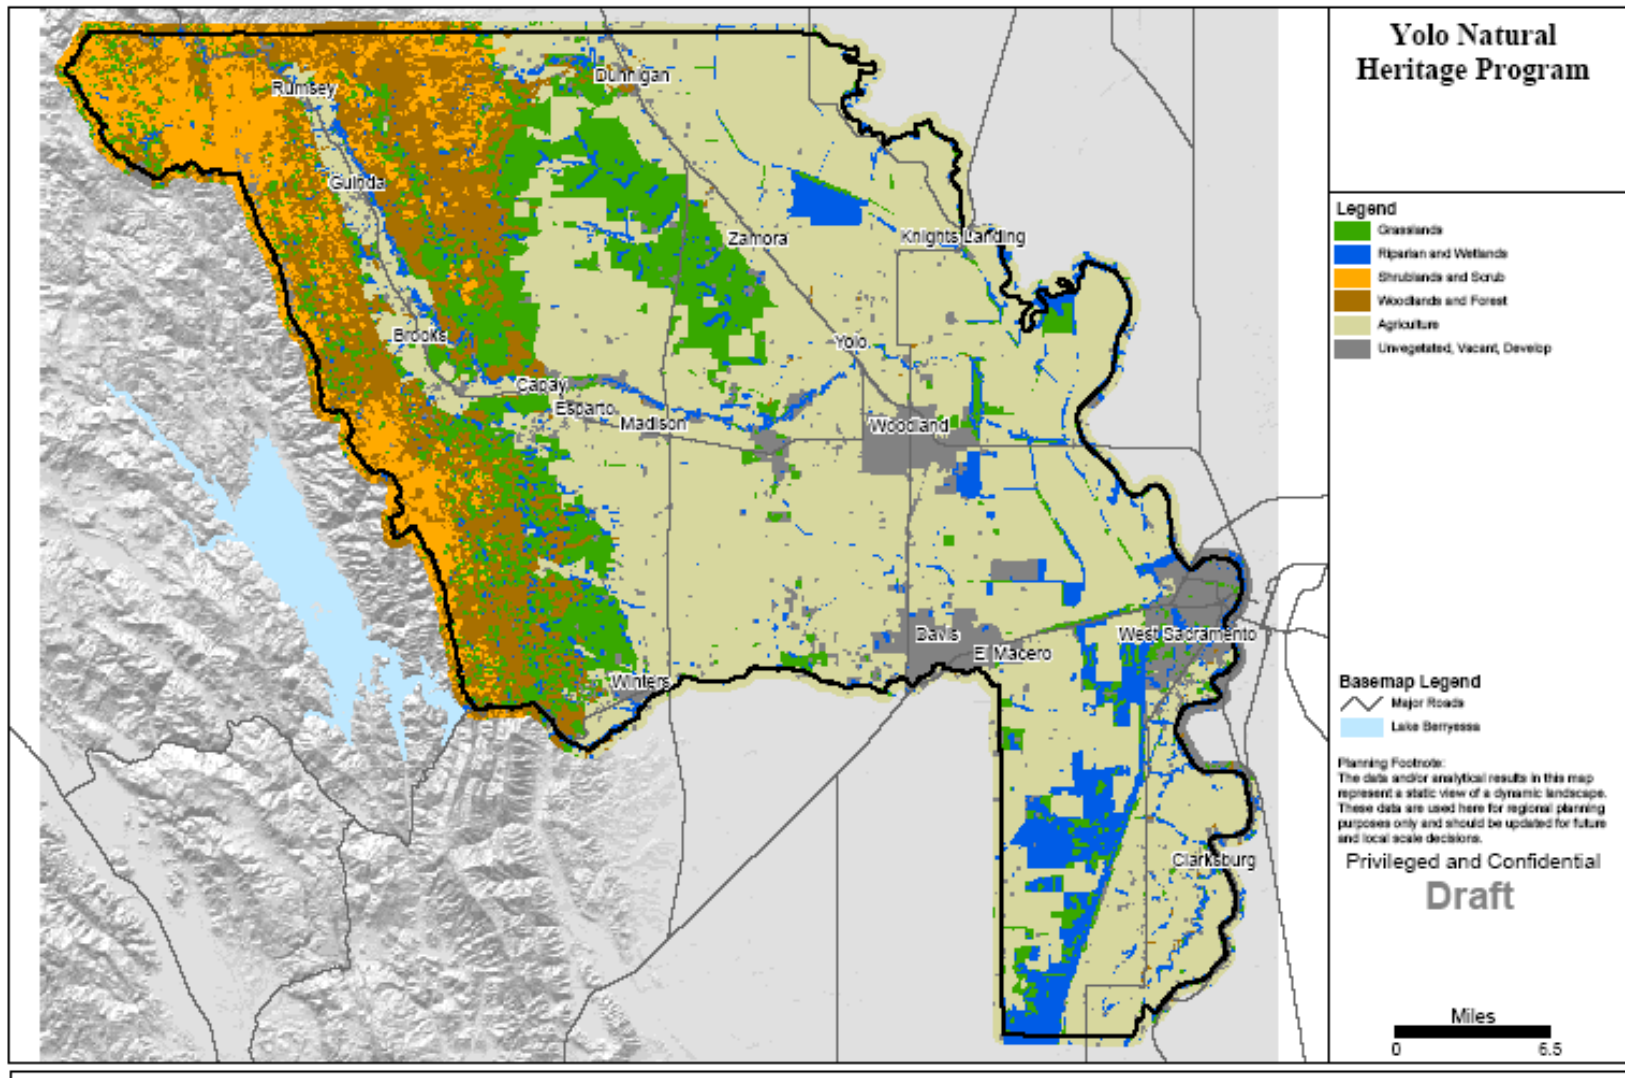 Yolo Natural
Heritage Program
Legend
Grasslands
Riparian and Wetlands
Shrublands and Scrub
Woodlands and Forest
Agriculture
Unvegetated, Vacant, Develop
Dunnigan
Rumsey
Guinda
Zamora
Knights Landing
Brooks
Yolo
Capay
Esparto
Madison
Woodland
Davis
El Macero
West Sacramento
Winters
Clarksburg
Basemap Legend
Major Roads
Lake Berryessa
Planning Footnote:
The data and/or analytical results in this map
represent a static view of a dynamic landscape.
These data are used here for regional planning
purposes only and should be updated for future
and local scale decisions.
Privileged and Confidential
Draft
Miles
0 6.5